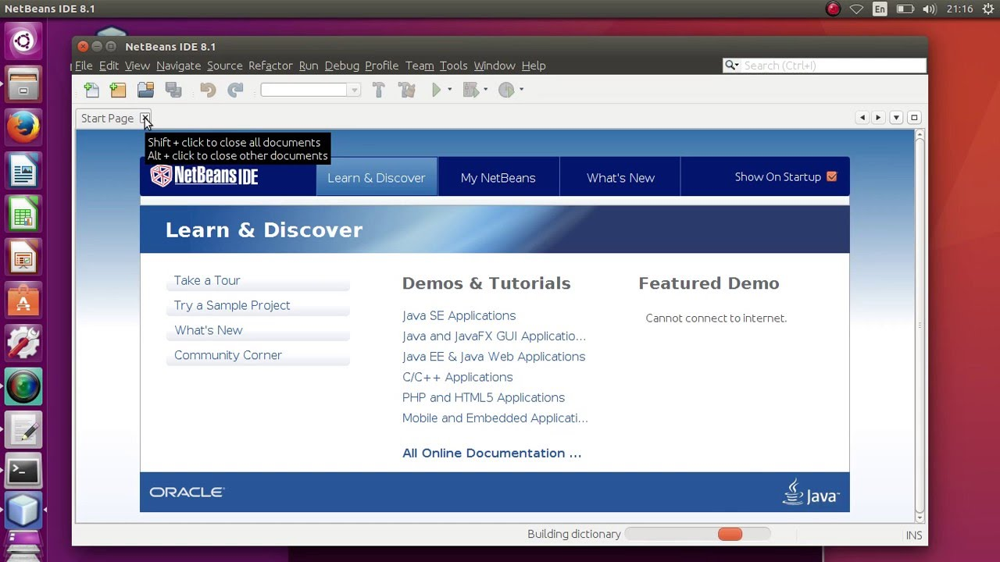 NetBeans IDE 8.1
En
21:16
NetBeans IDE 8.1
File Edit View Navigate Source Refactor Run Debug Profile Team Tools Window Help
Search (Ctrl+I)
Start Page
Shift + click to close all documents
Alt + click to close other documents
NetBeans IDE
Learn & Discover
My NetBeans
What's New
Show On Startup
Learn & Discover
Take a Tour
Try a Sample Project
What's New
Community Corner
Demos & Tutorials
Java SE Applications
Java and JavaFX GUI Applicatio...
Java EE & Java Web Applications
C/C++ Applications
PHP and HTML5 Applications
Mobile and Embedded Applicati...
All Online Documentation ...
Featured Demo
Cannot connect to internet.
ORACLE
Java
Building dictionary
INS